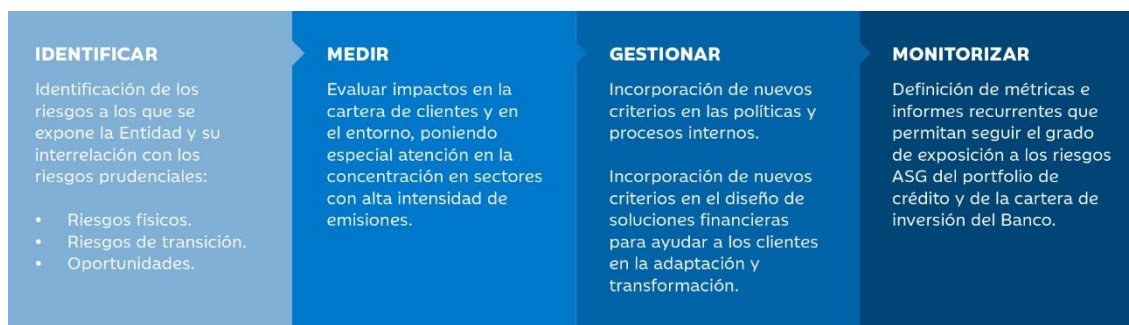 IDENTIFICAR
Identificación de los
riesgos a los que se
expone la Entidad y su
interrelación con los
riesgos prudenciales:
• Riesgos físicos.
• Riesgos de transición.
• Oportunidades.
MEDIR
Evaluar impactos en la
cartera de clientes y en
el entorno, poniendo
especial atención en la
concentración en sectores
con alta intensidad de
emisiones.
GESTIONAR
Incorporación de nuevos
criterios en las políticas y
procesos internos.
Incorporación de nuevos
criterios en el diseño de
soluciones financieras
para ayudar a los clientes
en la adaptación y
transformación.
MONITORIZAR
Definición de métricas e
informes recurrentes que
permitan seguir el grado
de exposición a los riesgos
ASG del portfolio de
crédito y de la cartera de
inversión del Banco.